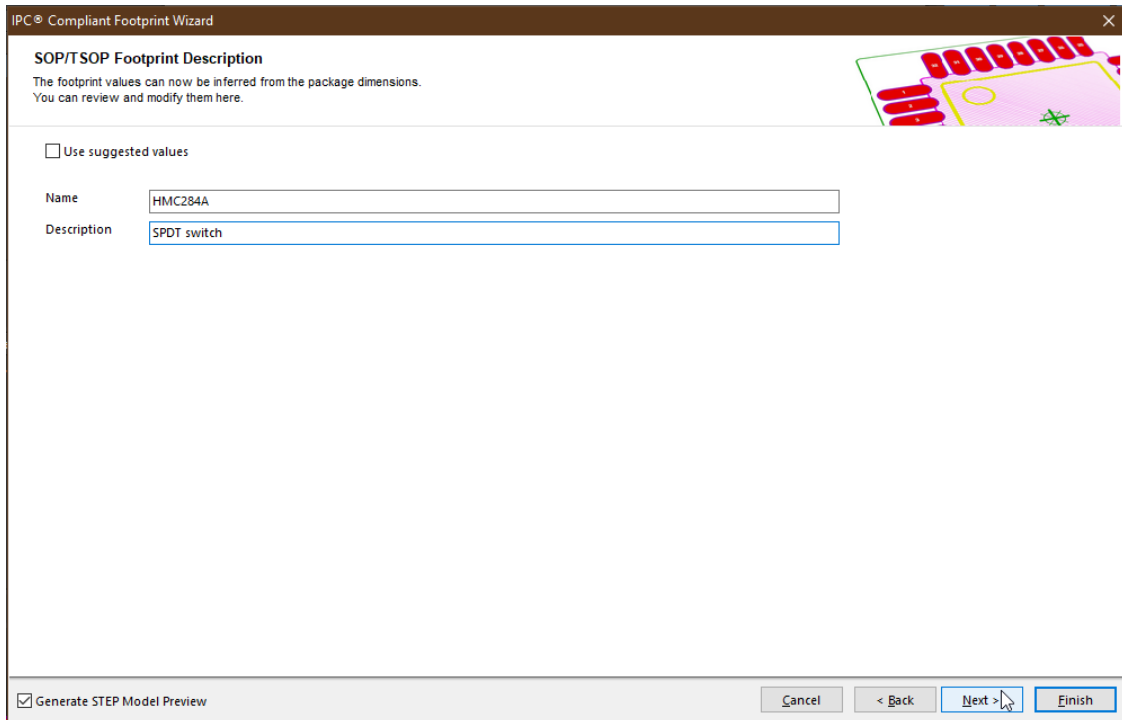 IPC® Compliant Footprint Wizard
SOP/TSOP Footprint Description
The footprint values can now be inferred from the package dimensions.
You can review and modify them here.
Use suggested values
Name
HMC284A
Description
SPDT switch
Generate STEP Model Preview
Cancel
< Back
Next >
Finish